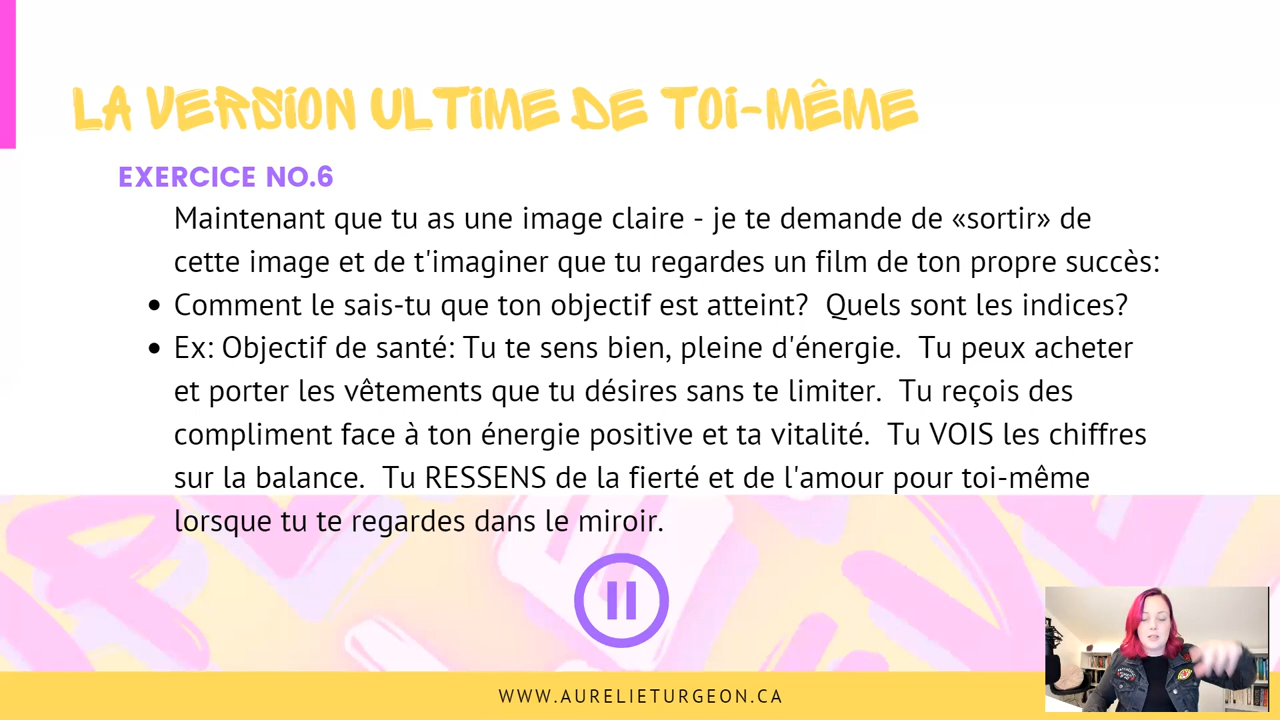 LA VERSION ULTIME DE TOI-MÊME
EXERCICE NO.6
Maintenant que tu as une image claire - je te demande de «sortir» de
cette image et de t'imaginer que tu regardes un film de ton propre succès:
• Comment le sais-tu que ton objectif est atteint?  Quels sont les indices?
• Ex: Objectif de santé: Tu te sens bien, pleine d'énergie.  Tu peux acheter
et porter les vêtements que tu désires sans te limiter.  Tu reçois des
compliment face à ton énergie positive et ta vitalité.  Tu VOIS les chiffres
sur la balance.  Tu RESSENS de la fierté et de l'amour pour toi-même
lorsque tu te regardes dans le miroir.
WWW.AURELIETURGEON.CA